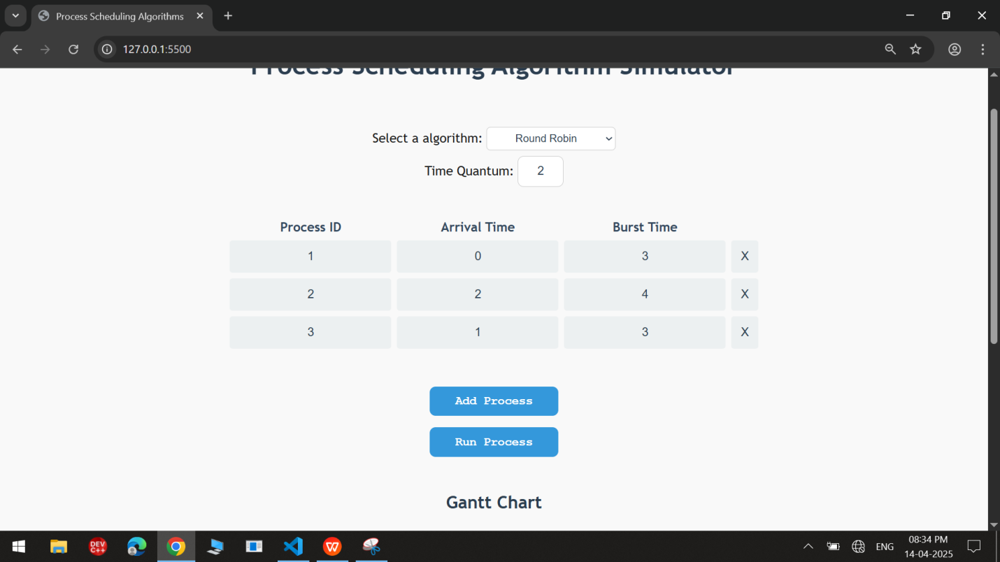 Process Scheduling Algorithms
127.0.0.1:5500
Process Scheduling Algorithm Simulator
Select a algorithm: Round Robin
Time Quantum: 2
Process ID Arrival Time Burst Time
1 0 3 X
2 2 4 X
3 1 3 X
Add Process
Run Process
Gantt Chart
DEV C++
W
ENG
08:34 PM
14-04-2025